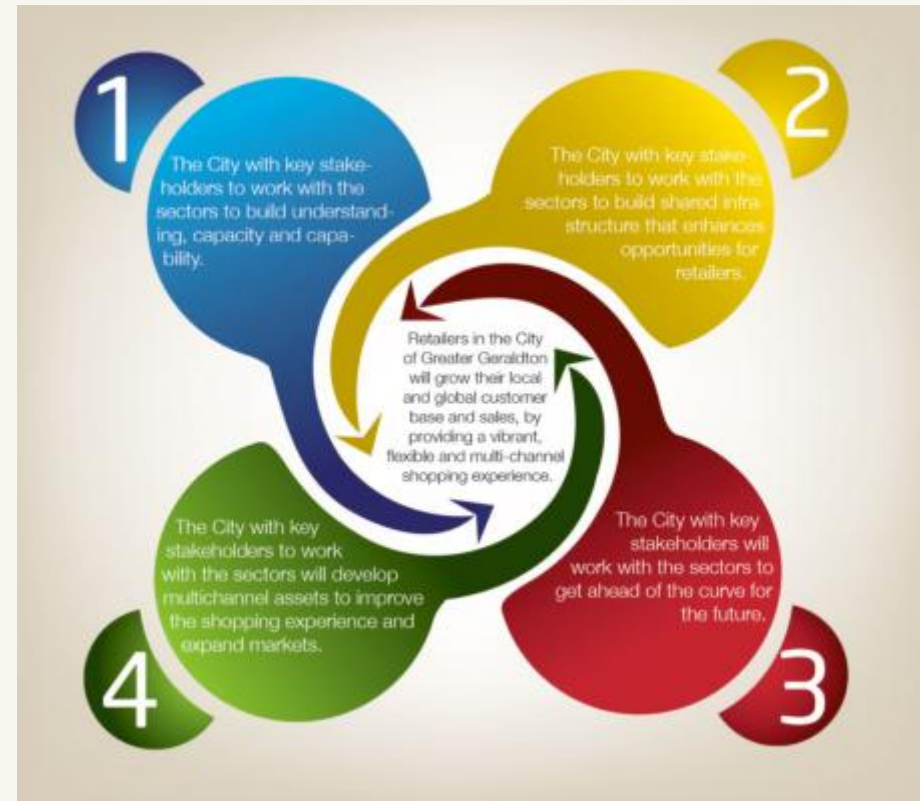 1
The City with key stake-
holders to work with the
sectors to build understand-
ing, capacity and capa-
bility.
2
The City with key stake-
holders to work with the
sectors to build shared infra-
structure that enhances
opportunities for
retailers.
Retailers in the City
of Greater Geraldton
will grow their local
and global customer
base and sales, by
providing a vibrant,
flexible and multi-channel
shopping experience.
The City with key
stakeholders will
work with the sectors to
get ahead of the curve for
the future.
3
The City with key
stakeholders to work
with the sectors will develop
multichannel assets to improve
the shopping experience and
expand markets.
4